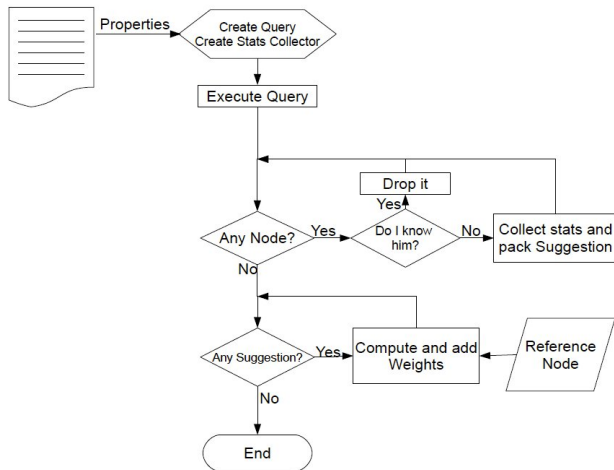 Properties
Create Query
Create Stats Collector
Execute Query
Drop it
Yes
Any Node?
Yes
Do I know
him?
No
Collect stats and
pack Suggestion
No
Any Suggestion?
Yes
Compute and add
Weights
Reference
Node
No
End